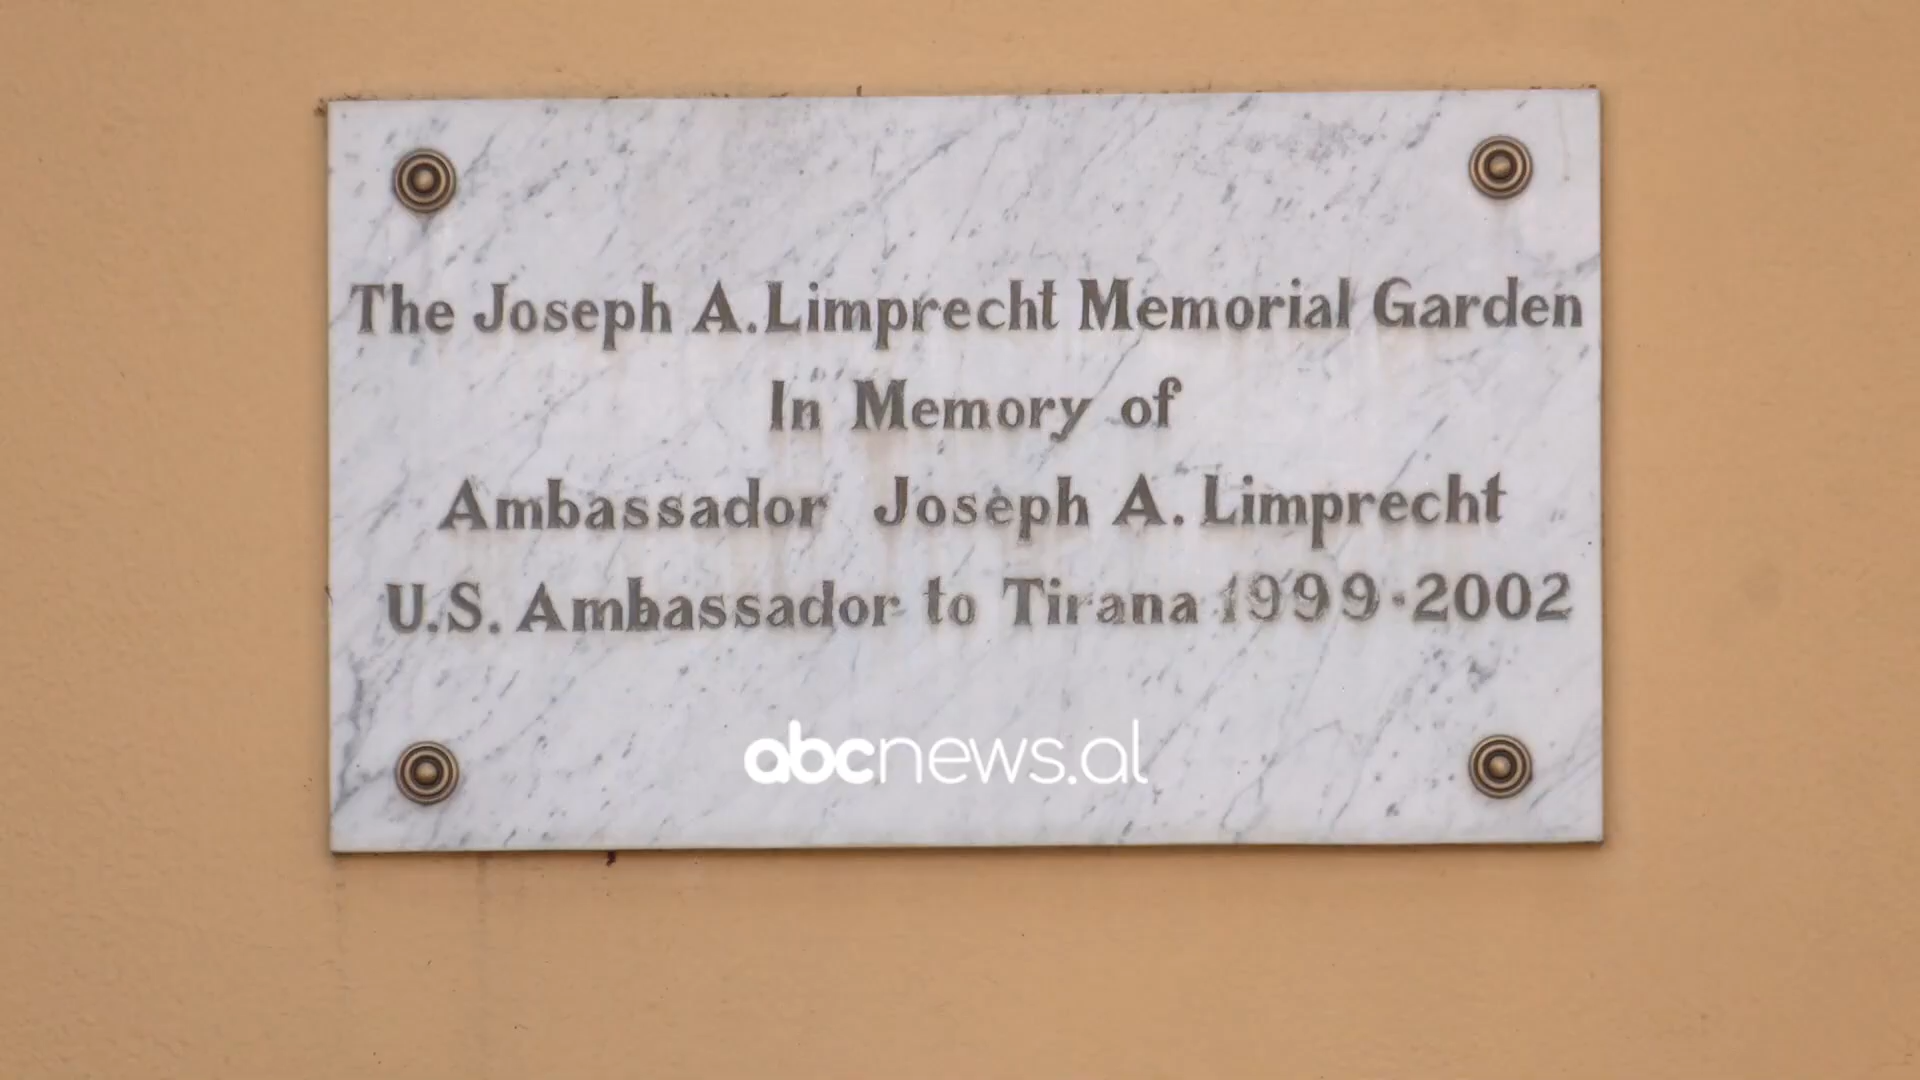 The Joseph A. Limprecht Memorial Garden
In Memory of
Ambassador Joseph A. Limprecht
U.S. Ambassador to Tirana 1999-2002
abcnews.al